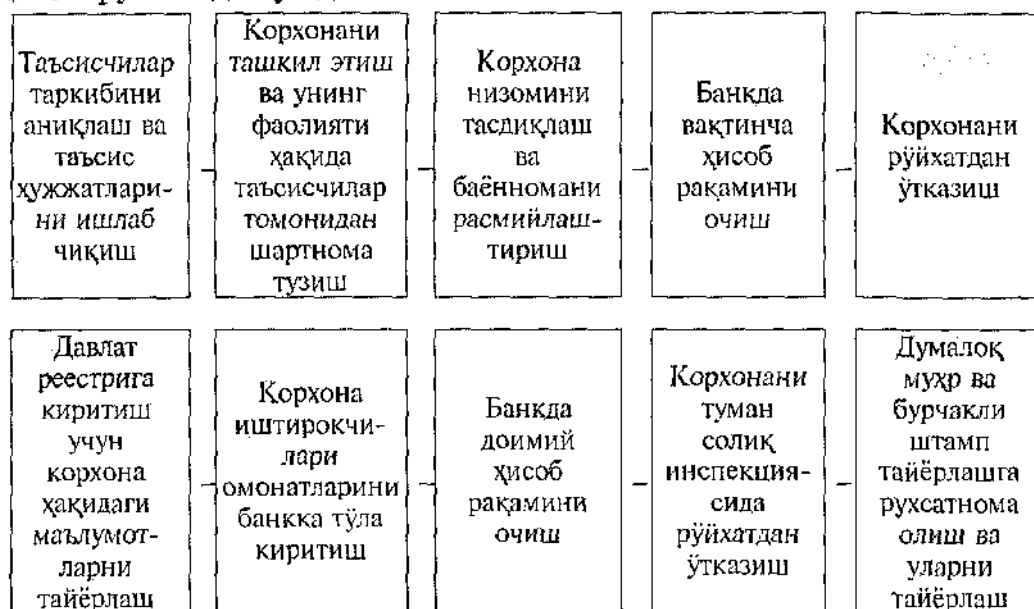 Таъсисчилар
таркибини
аниқлаш ва
таъсис
ҳужжатлари-
ни ишлаб
чиқиш
Корхонани
ташкил этиш
ва унинг
фаолияти
ҳақида
таъсисчилар
томонидан
шартнома
тузиш
Корхона
низомини
тасдиқлаш
ва
баённомани
расмийлаш-
тириш
Банкда
вақтинча
ҳисоб
рақамини
очиш
Корхонани
рўйхатдан
ўтказиш
Давлат
реестрига
киритиш
учун
корхона
ҳақидаги
маълумот-
ларни
тайёрлаш
Корхона
иштирокчи-
лари
омонатларини
банкка тўла
киритиш
Банкда
доимий
ҳисоб
рақамини
очиш
Корхонани
туман
солиқ
инспекция-
сида
рўйхатдан
ўтказиш
Думалоқ
муҳр ва
бурчакли
штамп
тайёрлашга
рухсатнома
олиш ва
уларни
тайёрлаш